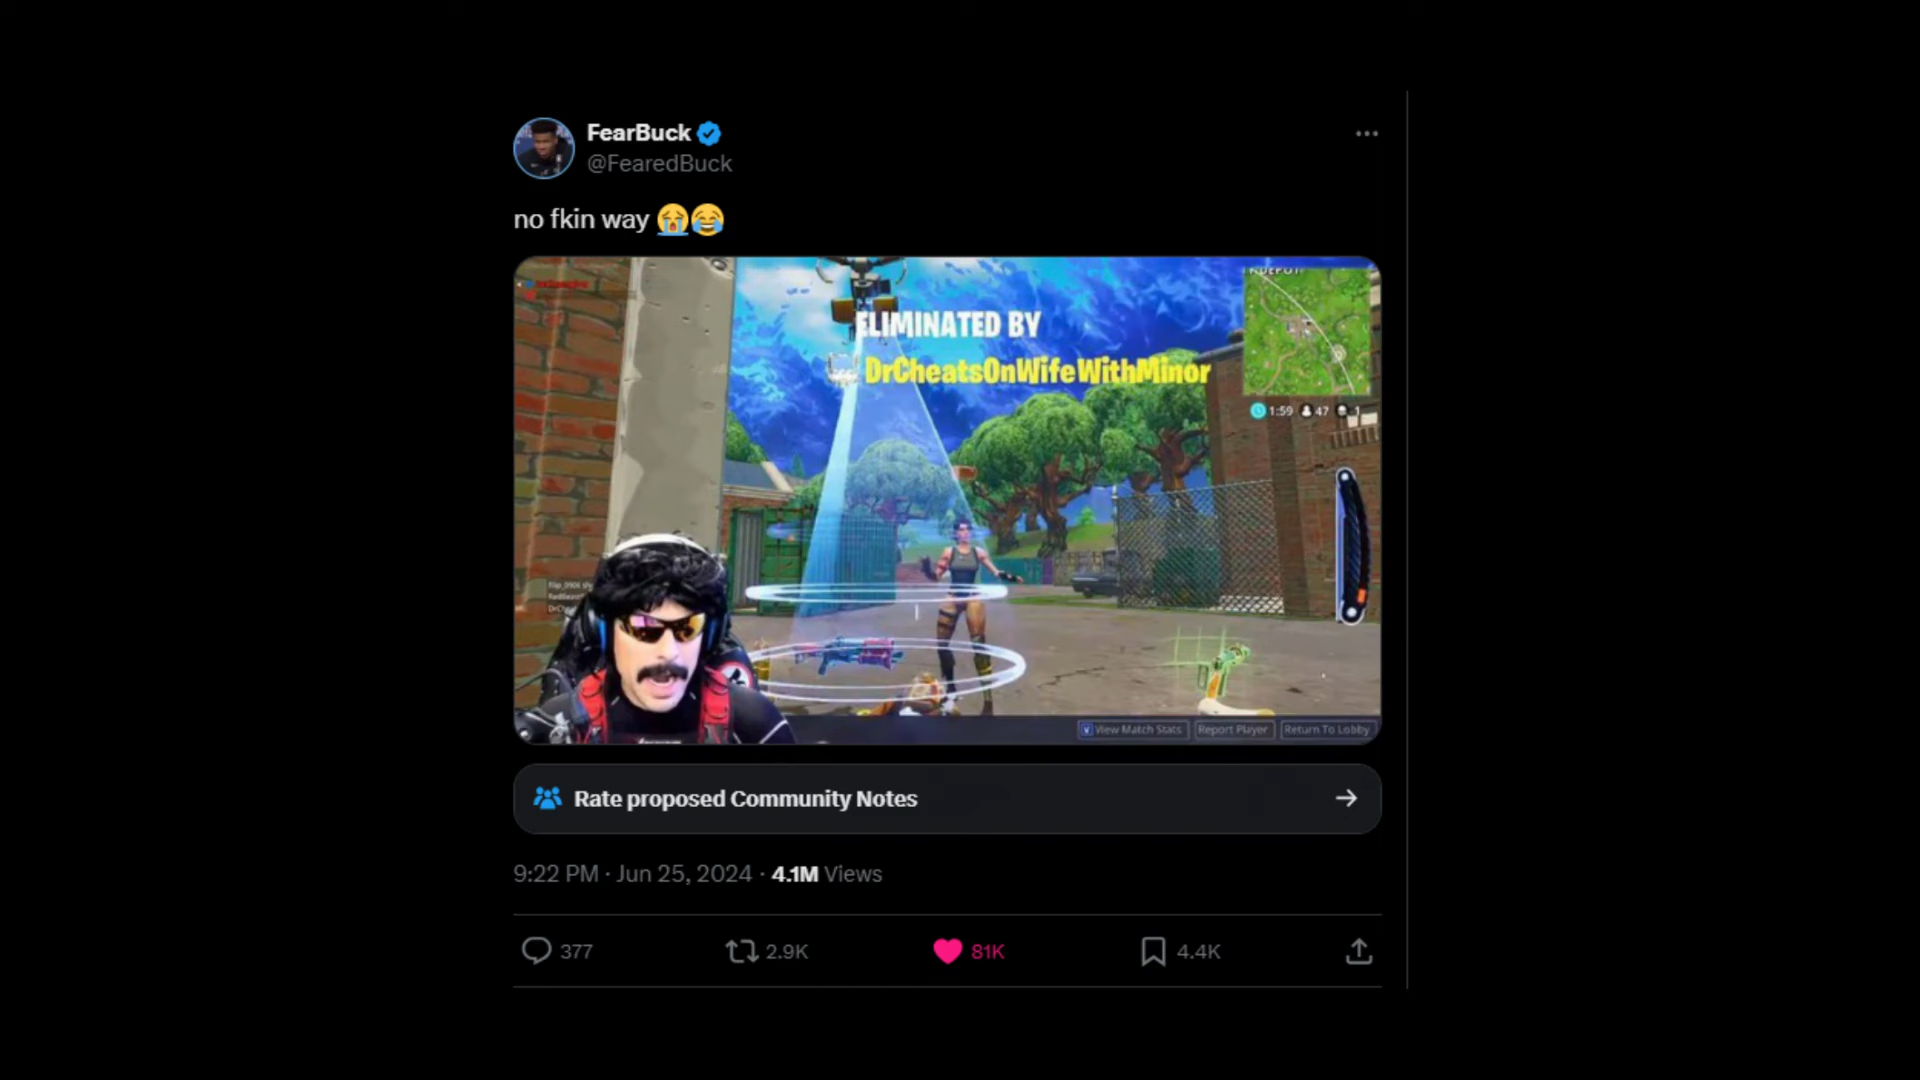 FearBuck
@FearedBuck
no fkin way 😭😂
ELIMINATED BY
DrCheatsOnWifeWithMinor
1:59 47 1
View Match Stats Report Player Return To Lobby
Rate proposed Community Notes
9:22 PM · Jun 25, 2024 · 4.1M Views
377 2.9K 81K 4.4K